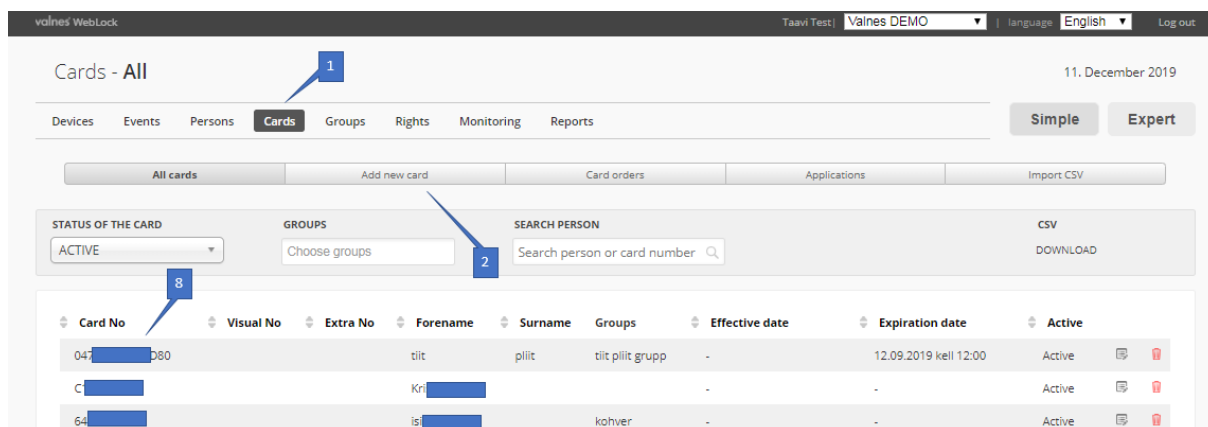 valnes WebLock Taavi Test| Valnes DEMO | language English Log out
Cards - All 1 11. December 2019
Devices Events Persons Cards Groups Rights Monitoring Reports Simple Expert
All cards Add new card Card orders Applications Import CSV
STATUS OF THE CARD GROUPS SEARCH PERSON CSV
ACTIVE Choose groups Search person or card number DOWNLOAD
2
8
Card No Visual No Extra No Forename Surname Groups Effective date Expiration date Active
047 D80 tiit pliit tiit pliit grupp - 12.09.2019 kell 12:00 Active
C Kri - - Active
64 isi kohver - - Active